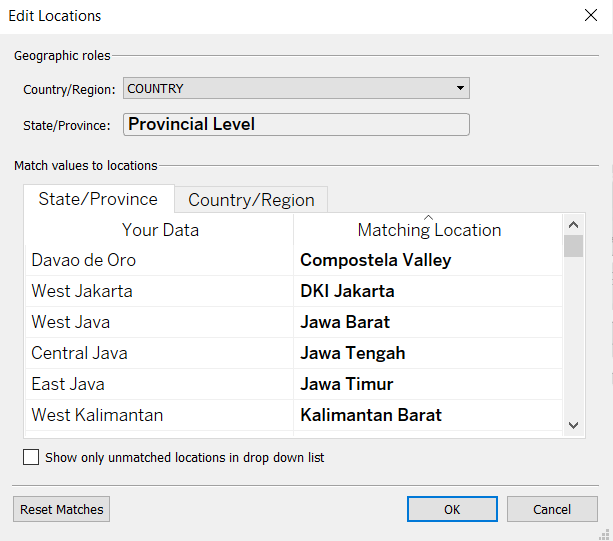 Edit Locations
Geographic roles
Country/Region: COUNTRY
State/Province: Provincial Level
Match values to locations
State/Province Country/Region
Your Data Matching Location
Davao de Oro Compostela Valley
West Jakarta DKI Jakarta
West Java Jawa Barat
Central Java Jawa Tengah
East Java Jawa Timur
West Kalimantan Kalimantan Barat
Show only unmatched locations in drop down list
Reset Matches OK Cancel